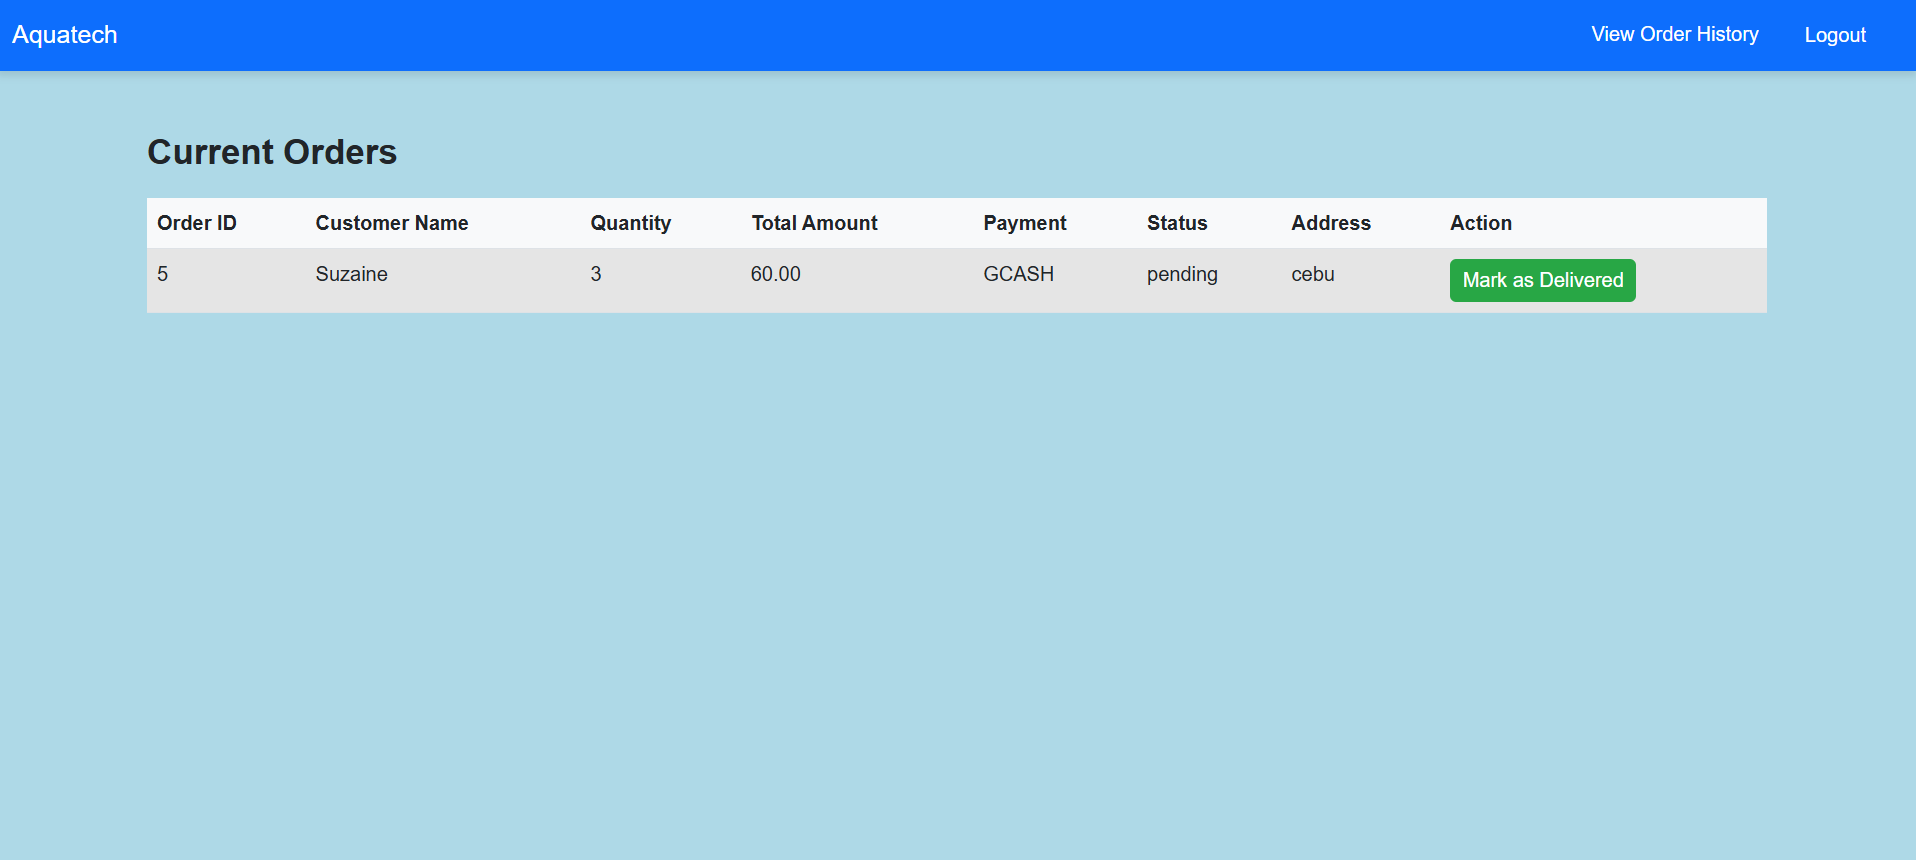 Aquatech View Order History Logout
Current Orders
Order ID Customer Name Quantity Total Amount Payment Status Address Action
5 Suzaine 3 60.00 GCASH pending cebu Mark as Delivered